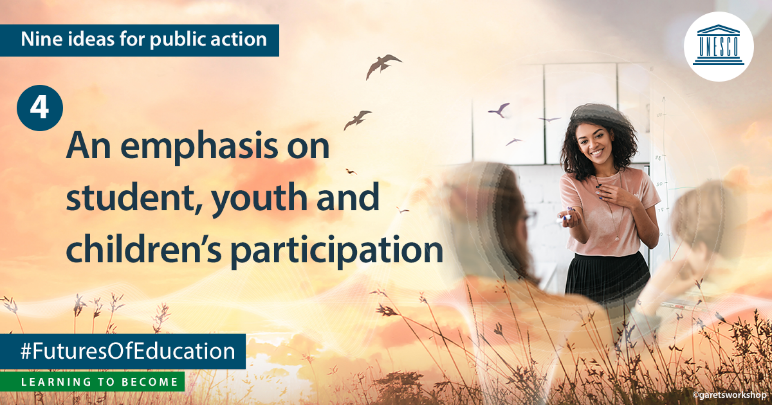 Nine ideas for public action
UNESCO
4
An emphasis on
student, youth and
children’s participation
#FuturesOfEducation
LEARNING TO BECOME
©garetsworkshop